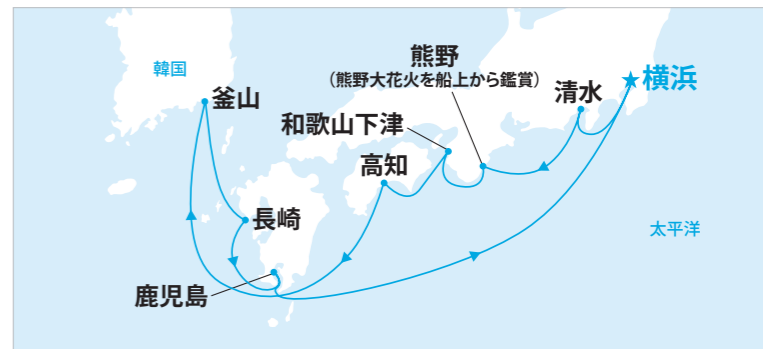 熊野
（熊野大花火を船上から鑑賞）
韓国
釜山
清水
★横浜
和歌山下津
高知
長崎
太平洋
鹿児島